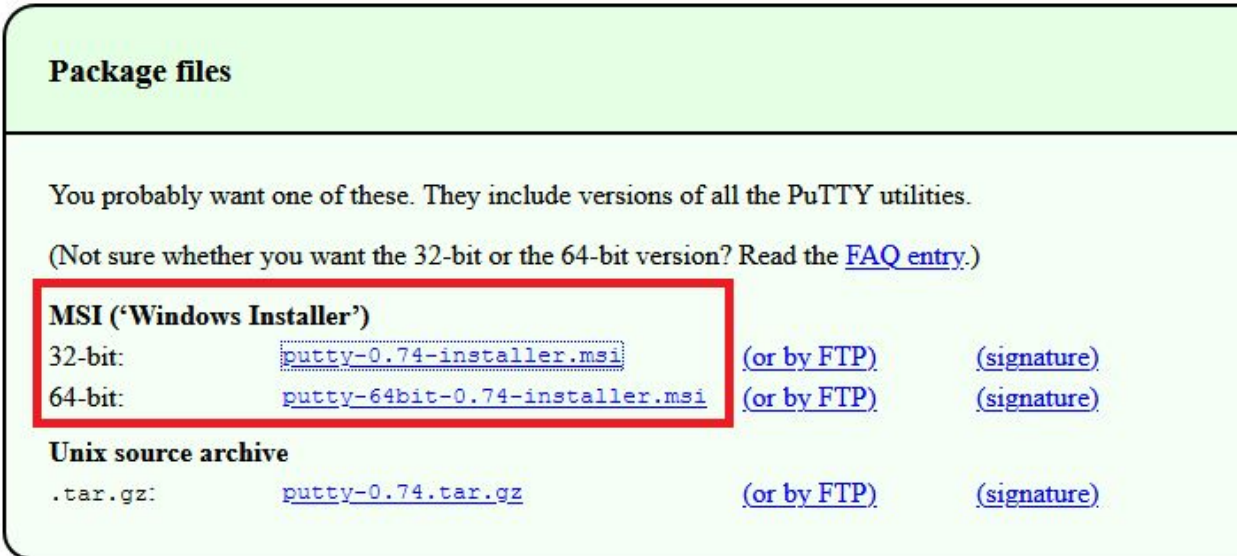 Package files
You probably want one of these. They include versions of all the PuTTY utilities.
(Not sure whether you want the 32-bit or the 64-bit version? Read the FAQ entry.)
MSI (‘Windows Installer’)
32-bit: putty-0.74-installer.msi (or by FTP) (signature)
64-bit: putty-64bit-0.74-installer.msi (or by FTP) (signature)
Unix source archive
.tar.gz: putty-0.74.tar.gz (or by FTP) (signature)